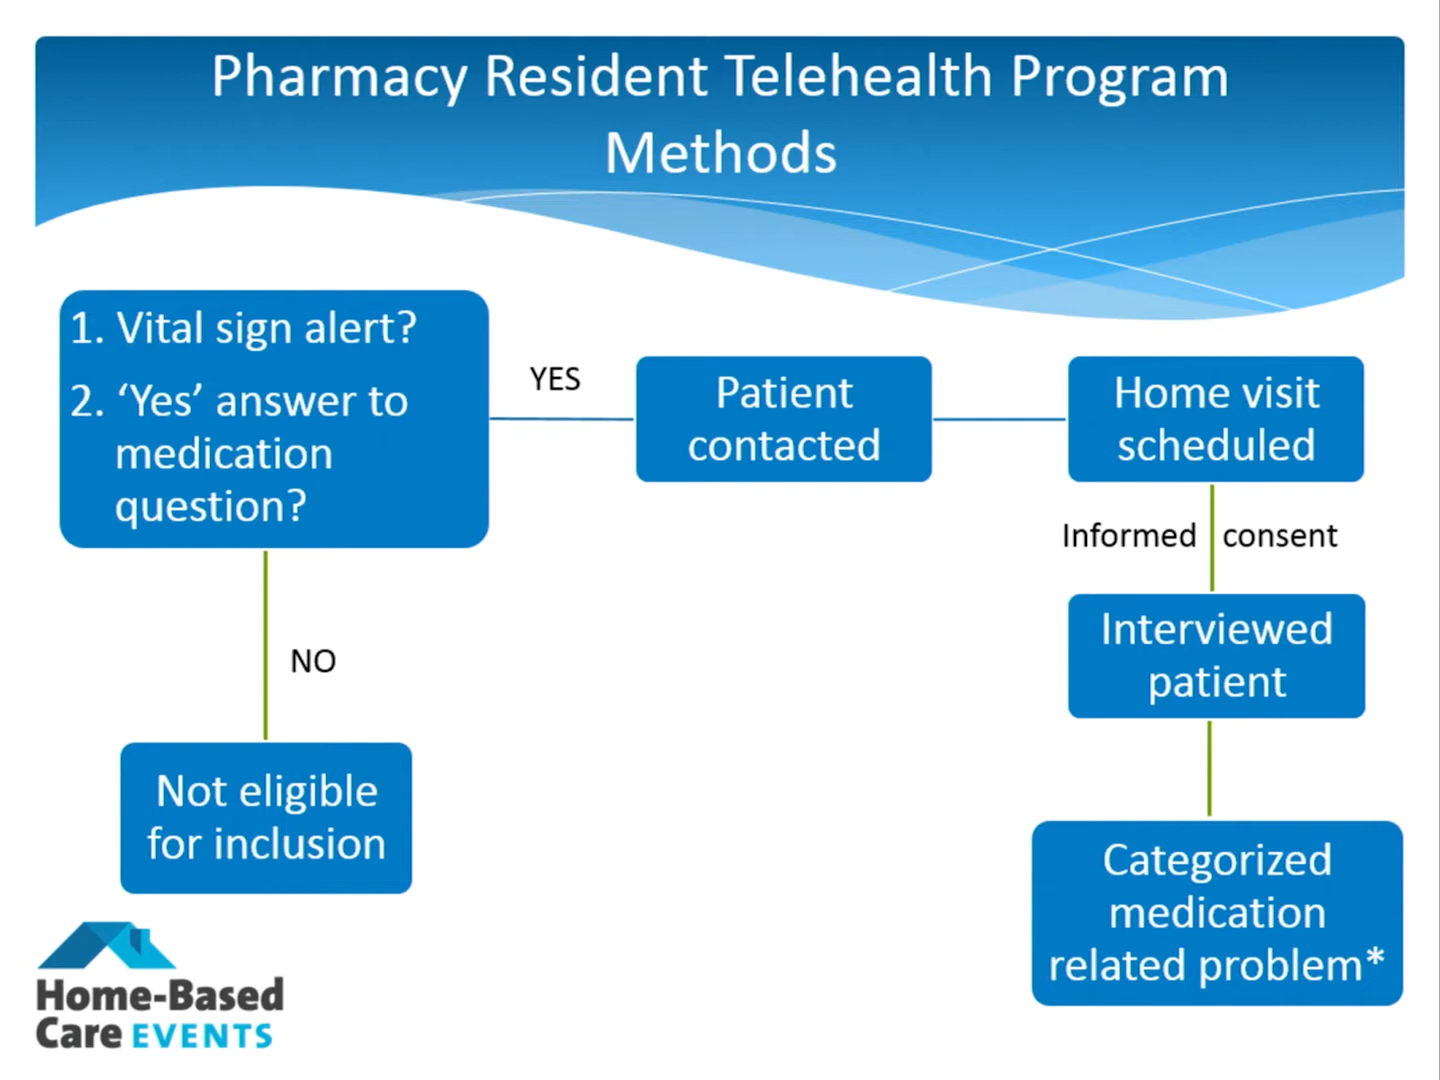 Pharmacy Resident Telehealth Program
Methods
1. Vital sign alert?
2. ‘Yes’ answer to
medication
question?
YES
Patient
contacted
Home visit
scheduled
Informed consent
Interviewed
patient
NO
Not eligible
for inclusion
Categorized
medication
related problem*
Home-Based
Care EVENTS